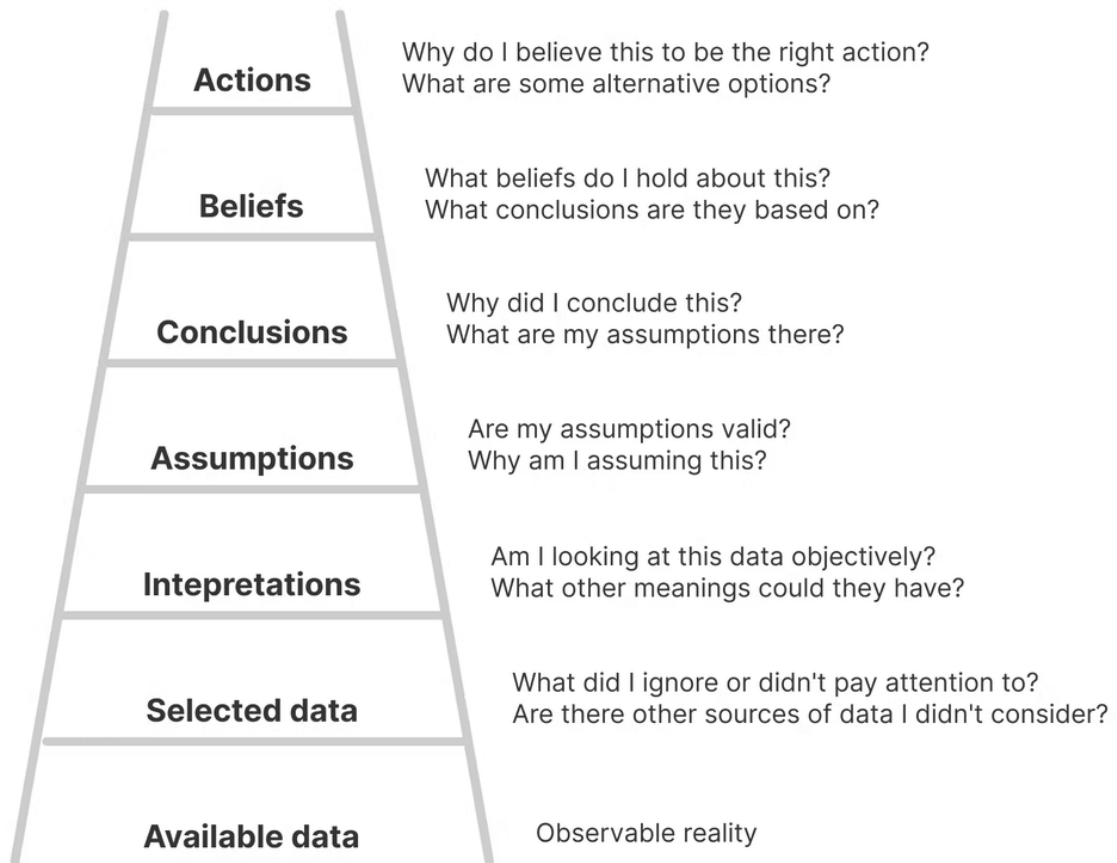 Actions
Why do I believe this to be the right action?
What are some alternative options?
Beliefs
What beliefs do I hold about this?
What conclusions are they based on?
Conclusions
Why did I conclude this?
What are my assumptions there?
Assumptions
Are my assumptions valid?
Why am I assuming this?
Intepretations
Am I looking at this data objectively?
What other meanings could they have?
Selected data
What did I ignore or didn't pay attention to?
Are there other sources of data I didn't consider?
Available data
Observable reality